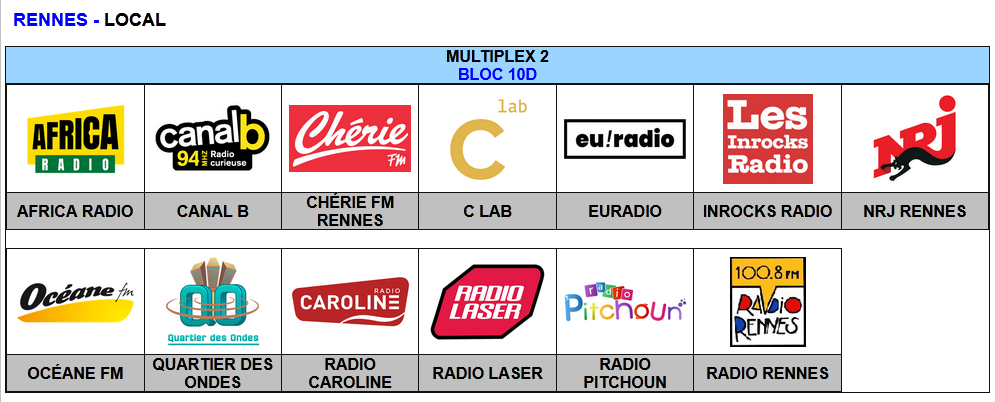 RENNES - LOCAL
MULTIPLEX 2
BLOC 10D
AFRICA
RADIO
canal b
94 MHZ Radio
curieuse
Chérie
FM
lab
C
eu!radio
Les
Inrocks
Radio
NRJ
AFRICA RADIO
CANAL B
CHÉRIE FM
RENNES
C LAB
EURADIO
INROCKS RADIO
NRJ RENNES
Océane fm
QO
Quartier des Ondes
RADIO
CAROLINE
RADIO
LASER
radio
Pitchoun
100.8 FM
RADIO
RENNES
OCÉANE FM
QUARTIER DES
ONDES
RADIO
CAROLINE
RADIO LASER
RADIO
PITCHOUN
RADIO RENNES